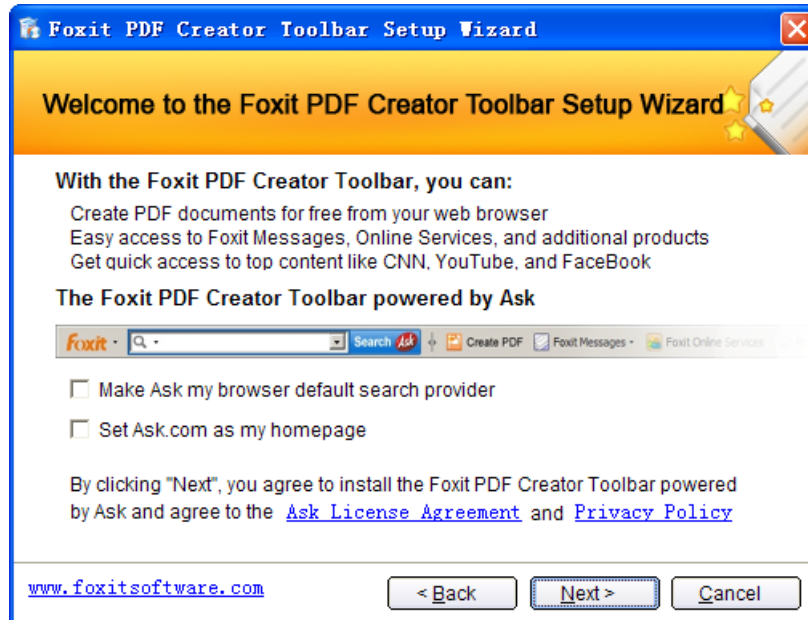 Foxit PDF Creator Toolbar Setup Wizard
Welcome to the Foxit PDF Creator Toolbar Setup Wizard
With the Foxit PDF Creator Toolbar, you can:
Create PDF documents for free from your web browser
Easy access to Foxit Messages, Online Services, and additional products
Get quick access to top content like CNN, YouTube, and FaceBook
The Foxit PDF Creator Toolbar powered by Ask
Foxit Search Ask Create PDF Foxit Messages Foxit Online Services
Make Ask my browser default search provider
Set Ask.com as my homepage
By clicking "Next", you agree to install the Foxit PDF Creator Toolbar powered
by Ask and agree to the Ask License Agreement and Privacy Policy
www.foxitsoftware.com < Back Next > Cancel